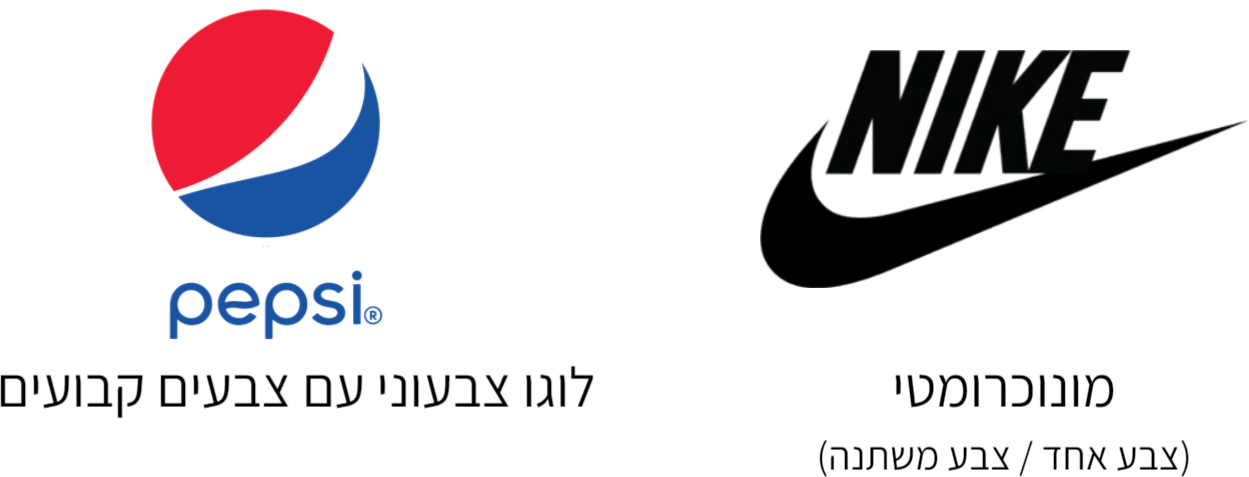 NIKE
מונוכרומטי
(צבע אחד / צבע משתנה)
pepsi®
לוגו צבעוני עם צבעים קבועים